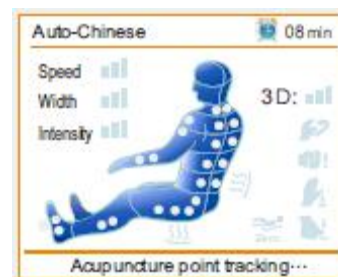 Auto-Chinese 08 min
Speed
Width 3D:
Intensity
Acupuncture point tracking···